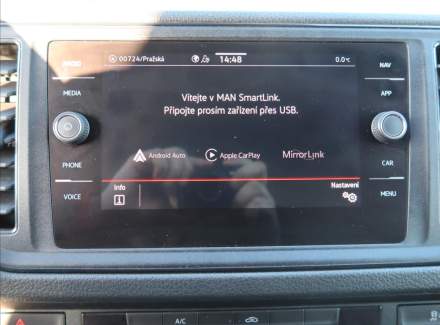 00724/Pražská 14:48 0.0°C
RADIO
NAV
MEDIA
APP
Vítejte v MAN SmartLink.
Připojte prosím zařízení přes USB.
Android Auto
Apple CarPlay
MirrorLink
PHONE
CAR
VOICE
MENU
Info
Nastavení
A/C